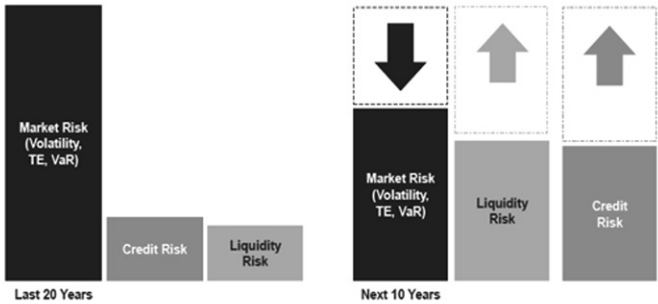 Market Risk
(Volatility,
TE, VaR)
Credit Risk
Liquidity
Risk
Last 20 Years
Market Risk
(Volatility,
TE, VaR)
Liquidity
Risk
Credit
Risk
Next 10 Years